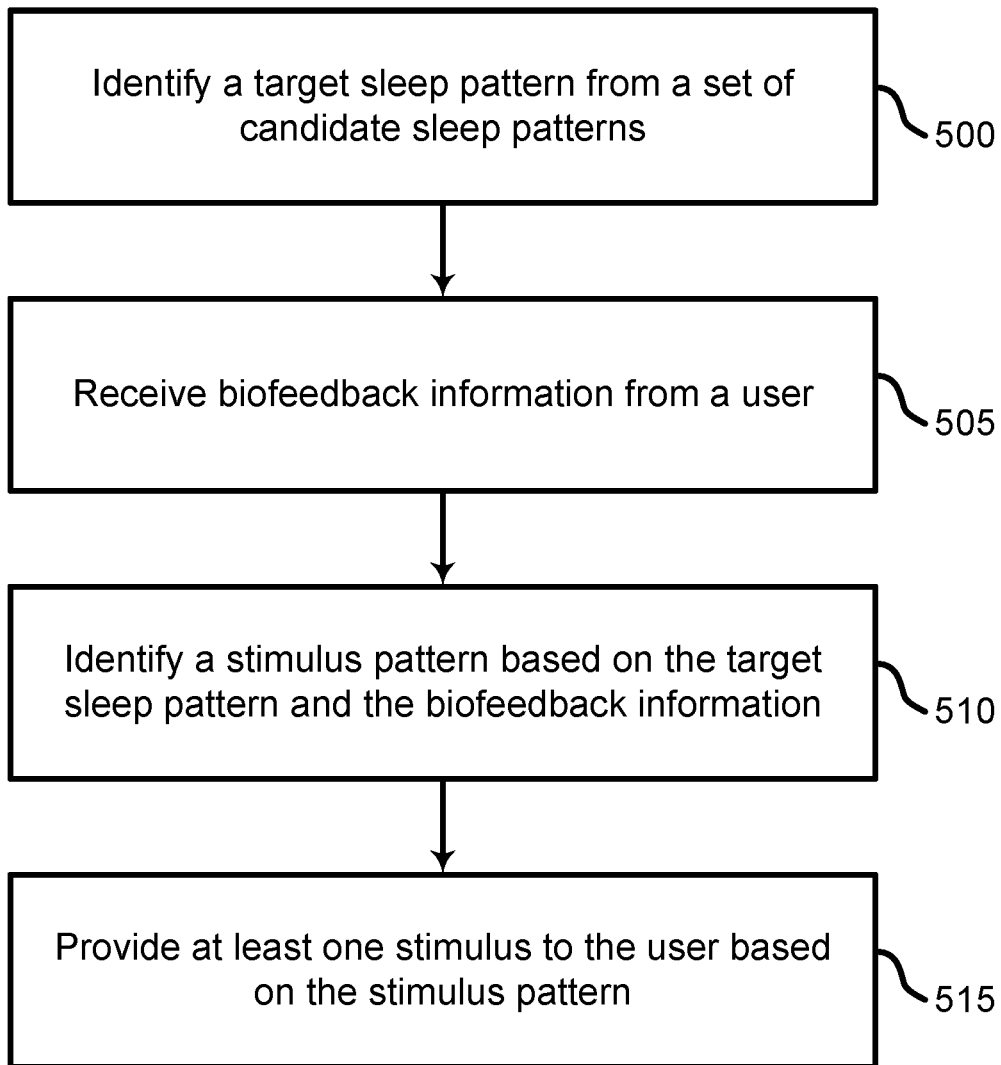 Identify a target sleep pattern from a set of
candidate sleep patterns
500
Receive biofeedback information from a user
505
Identify a stimulus pattern based on the target
sleep pattern and the biofeedback information
510
Provide at least one stimulus to the user based
on the stimulus pattern
515